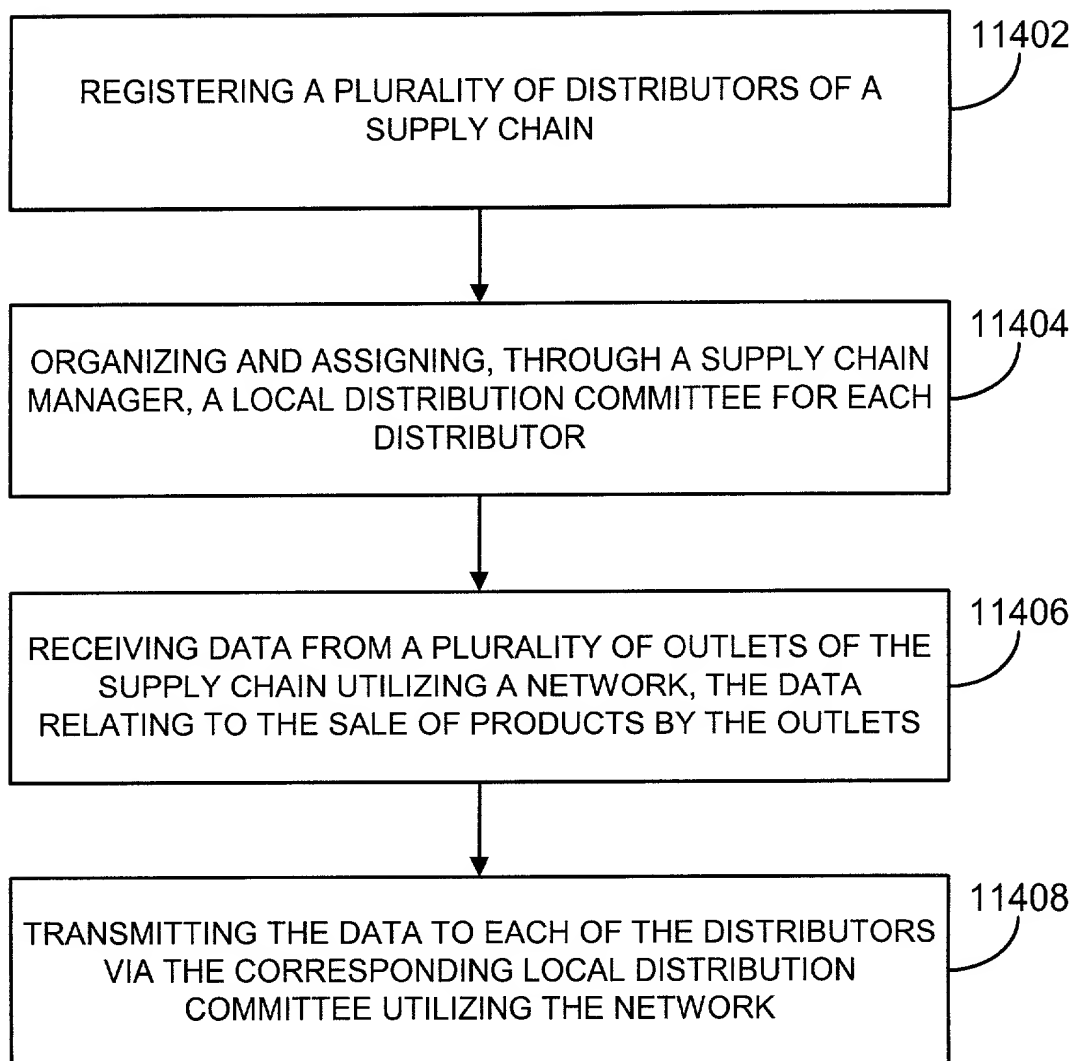 11402
REGISTERING A PLURALITY OF DISTRIBUTORS OF A
SUPPLY CHAIN
11404
ORGANIZING AND ASSIGNING, THROUGH A SUPPLY CHAIN
MANAGER, A LOCAL DISTRIBUTION COMMITTEE FOR EACH
DISTRIBUTOR
11406
RECEIVING DATA FROM A PLURALITY OF OUTLETS OF THE
SUPPLY CHAIN UTILIZING A NETWORK, THE DATA
RELATING TO THE SALE OF PRODUCTS BY THE OUTLETS
11408
TRANSMITTING THE DATA TO EACH OF THE DISTRIBUTORS
VIA THE CORRESPONDING LOCAL DISTRIBUTION
COMMITTEE UTILIZING THE NETWORK